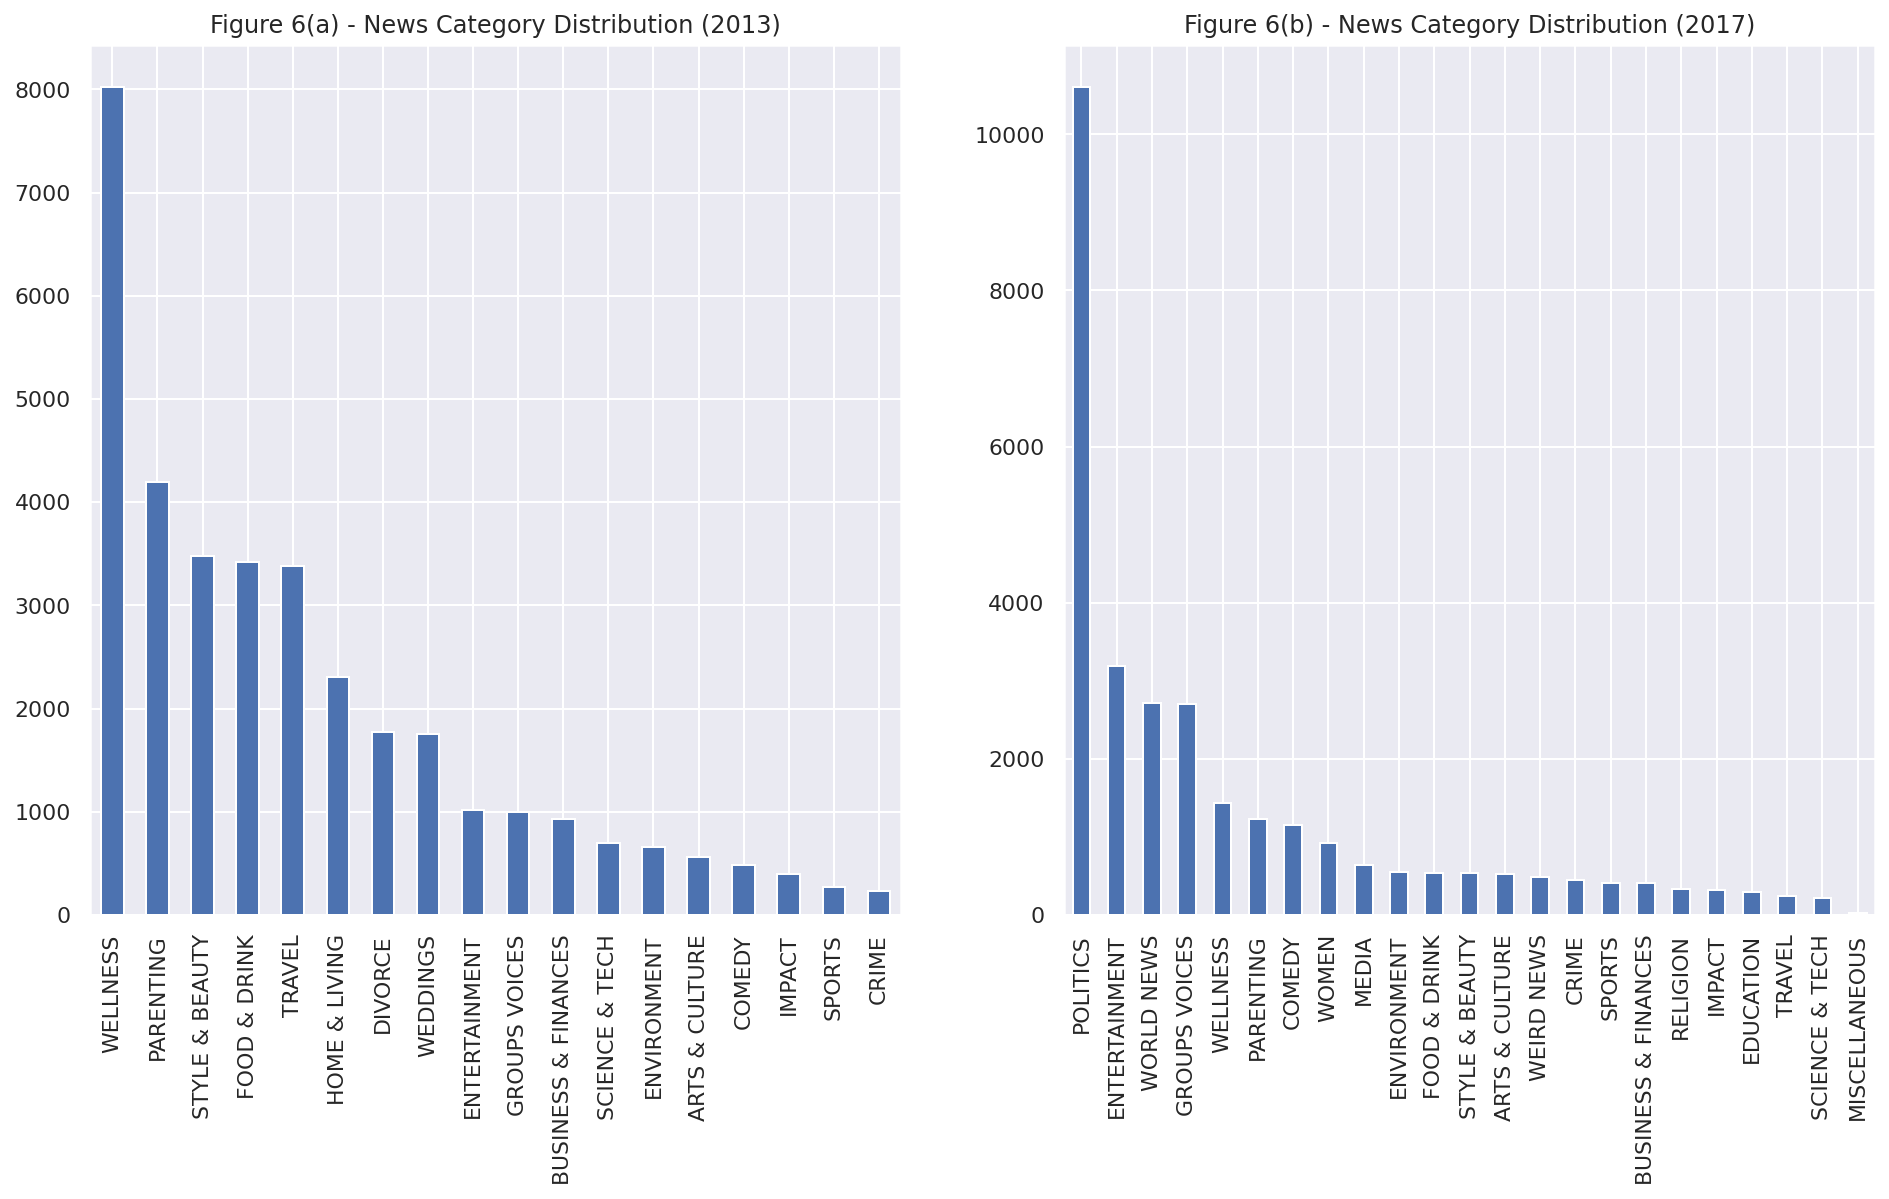 Figure 6(a) - News Category Distribution (2013)
8000
7000
6000
5000
4000
3000
2000
1000
0
WELLNESS
PARENTING
STYLE & BEAUTY
FOOD & DRINK
TRAVEL
HOME & LIVING
DIVORCE
WEDDINGS
ENTERTAINMENT
GROUPS VOICES
BUSINESS & FINANCES
SCIENCE & TECH
ENVIRONMENT
ARTS & CULTURE
COMEDY
IMPACT
SPORTS
CRIME
Figure 6(b) - News Category Distribution (2017)
10000
8000
6000
4000
2000
0
POLITICS
ENTERTAINMENT
WORLD NEWS
GROUPS VOICES
WELLNESS
PARENTING
COMEDY
WOMEN
MEDIA
ENVIRONMENT
FOOD & DRINK
STYLE & BEAUTY
ARTS & CULTURE
WEIRD NEWS
CRIME
SPORTS
BUSINESS & FINANCES
RELIGION
IMPACT
EDUCATION
TRAVEL
SCIENCE & TECH
MISCELLANEOUS